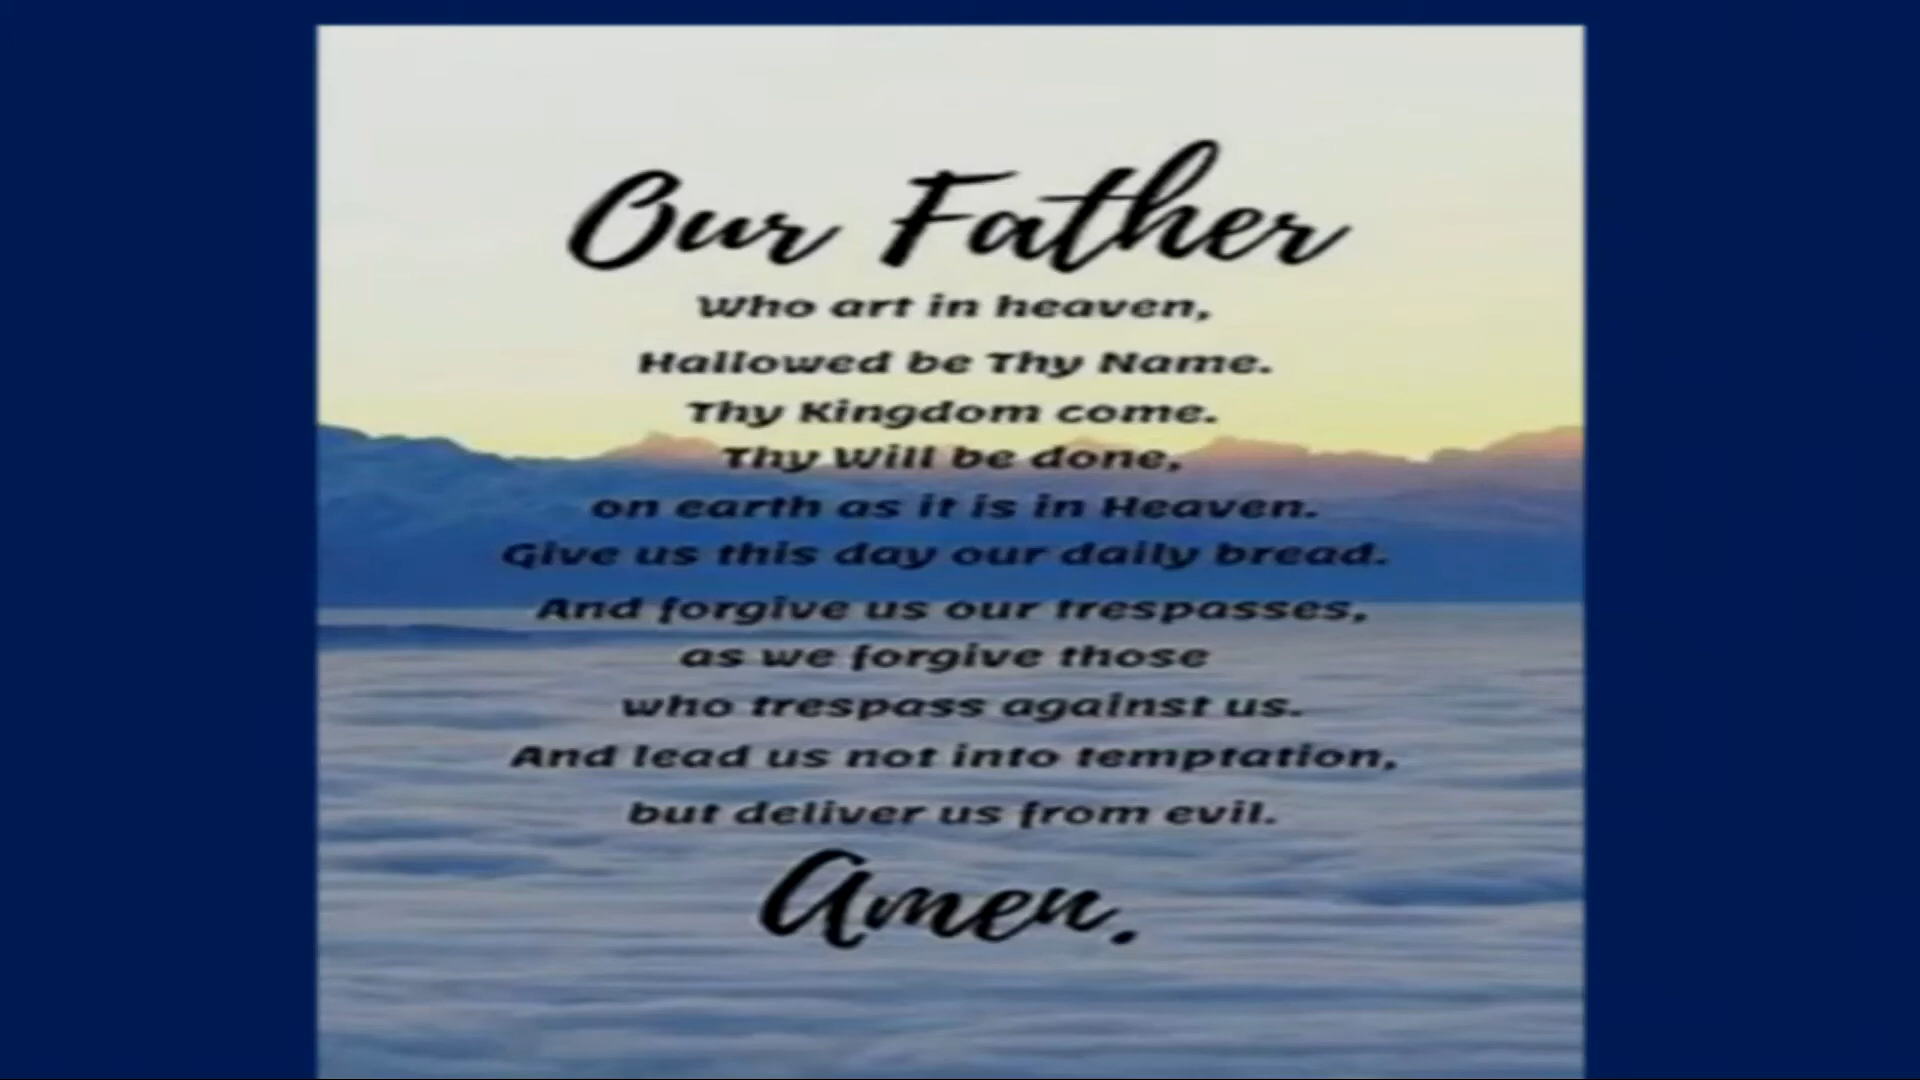 Our Father
Who art in heaven,
Hallowed be Thy Name.
Thy Kingdom come.
Thy Will be done,
on earth as it is in Heaven.
Give us this day our daily bread.
And forgive us our trespasses,
as we forgive those
who trespass against us.
And lead us not into temptation,
but deliver us from evil.
Amen.